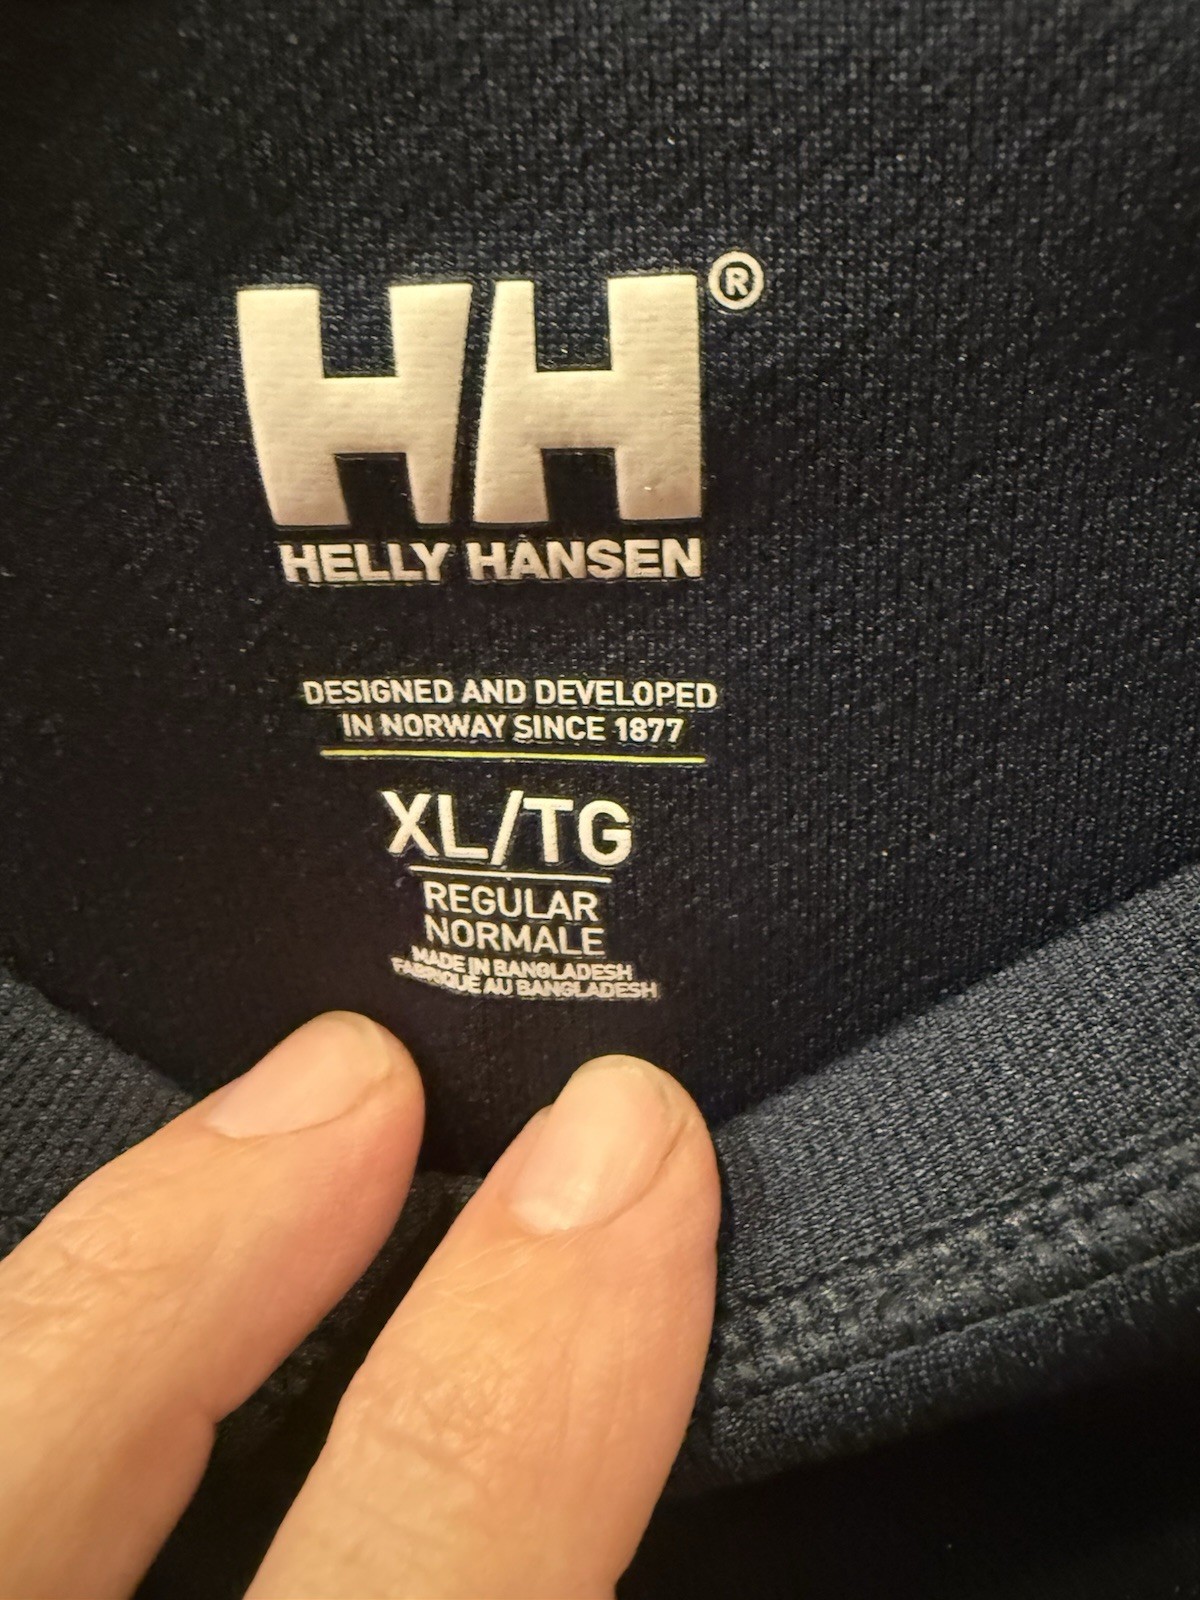 HH®
HELLY HANSEN
DESIGNED AND DEVELOPED
IN NORWAY SINCE 1877
XL/TG
REGULAR
NORMALE
MADE IN BANGLADESH
FABRIQUE AU BANGLADESH